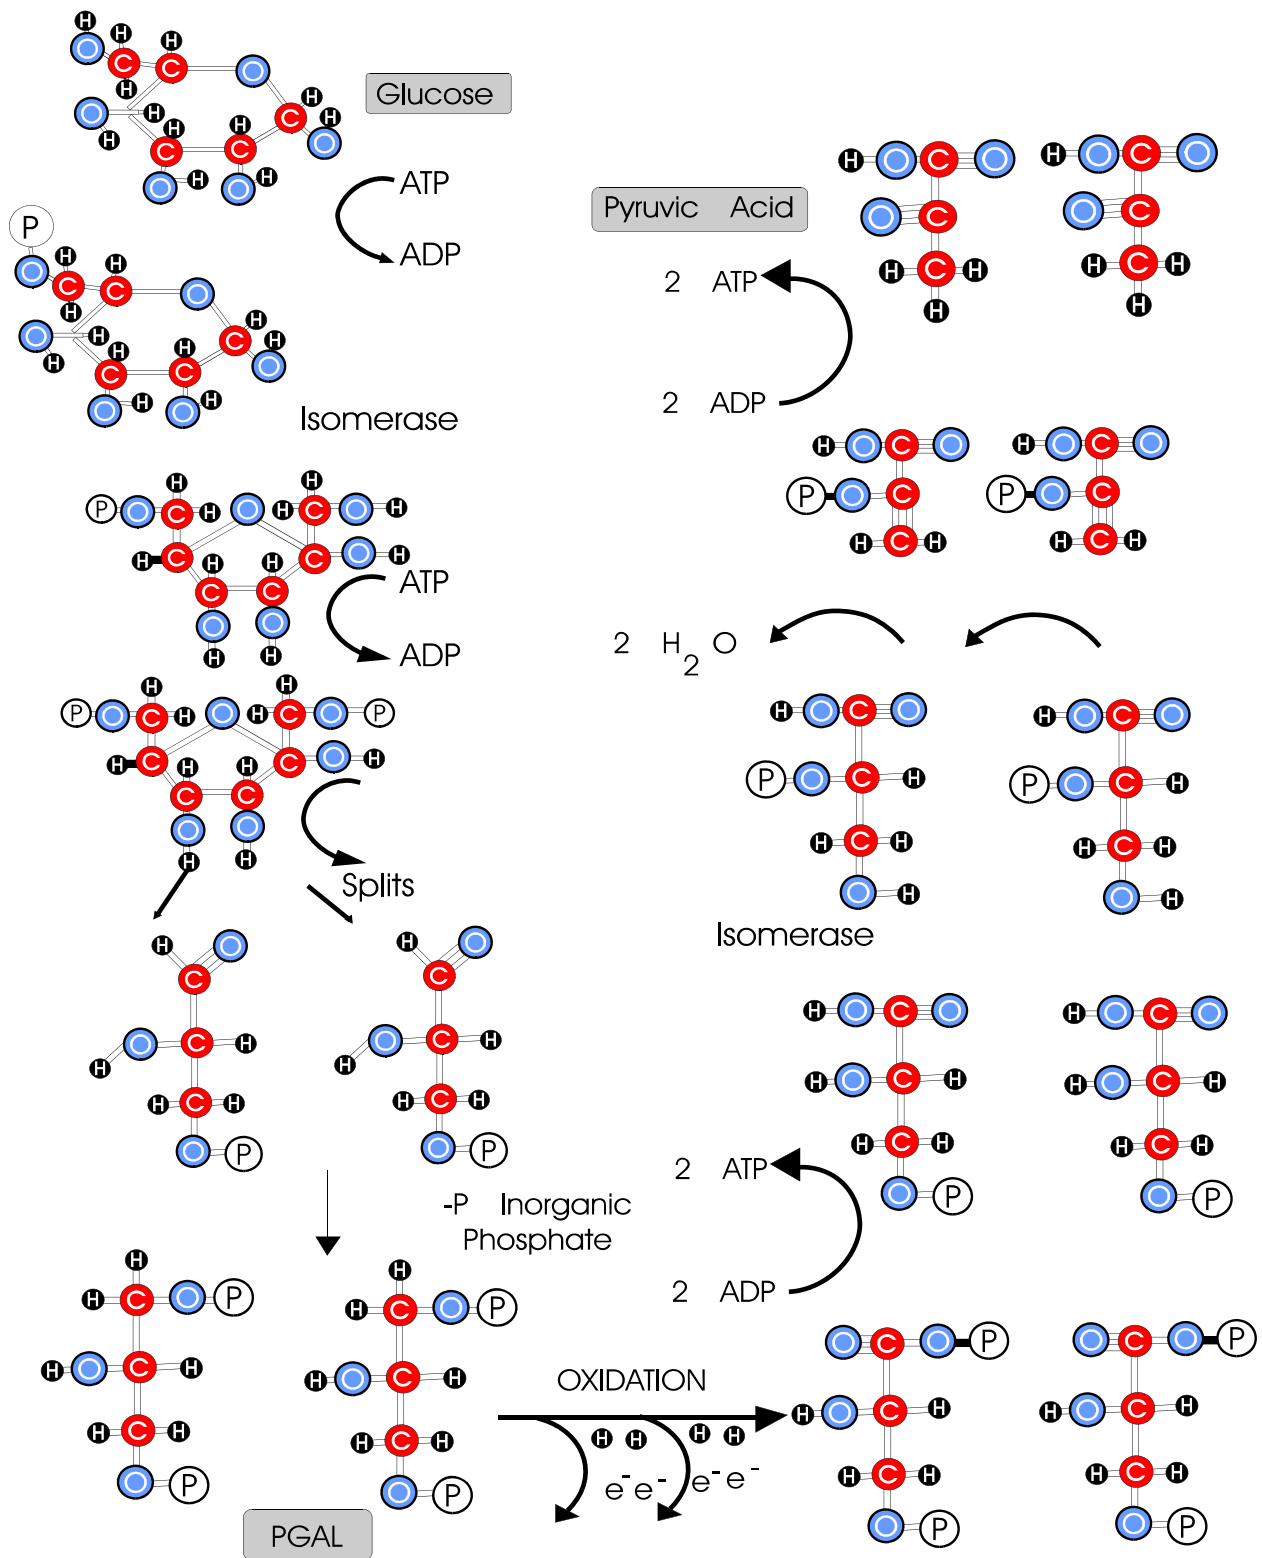 Glucose
ATP
ADP
Isomerase
ATP
ADP
Splits
-P Inorganic
Phosphate
PGAL
OXIDATION
H H H H
e- e- e- e-
2 ADP
2 ATP
Isomerase
2 H2O
2 ADP
2 ATP
Pyruvic Acid